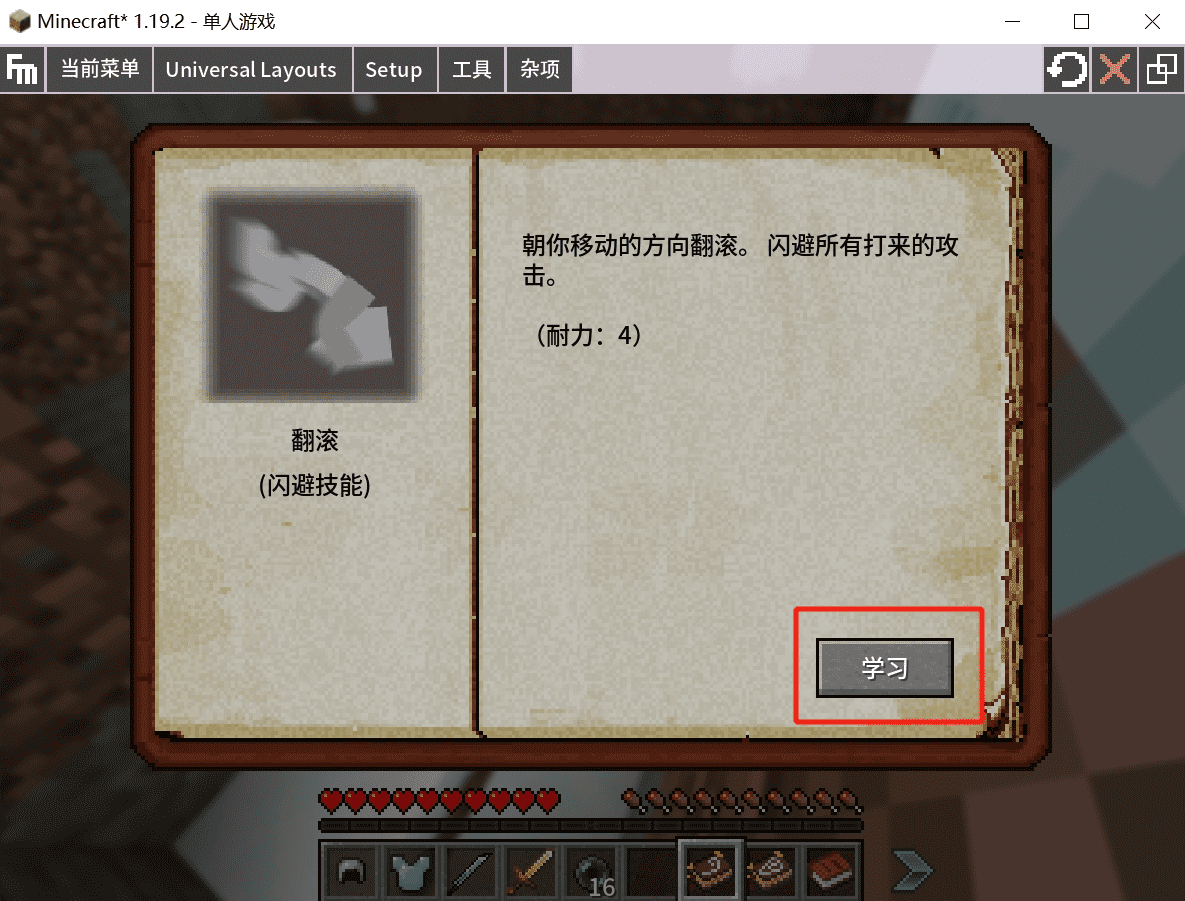 Minecraft* 1.19.2 - 单人游戏
Fm 当前菜单 Universal Layouts Setup 工具 杂项
朝你移动的方向翻滚。 闪避所有打来的攻
击。
（耐力：4）
翻滚
(闪避技能)
学习
16